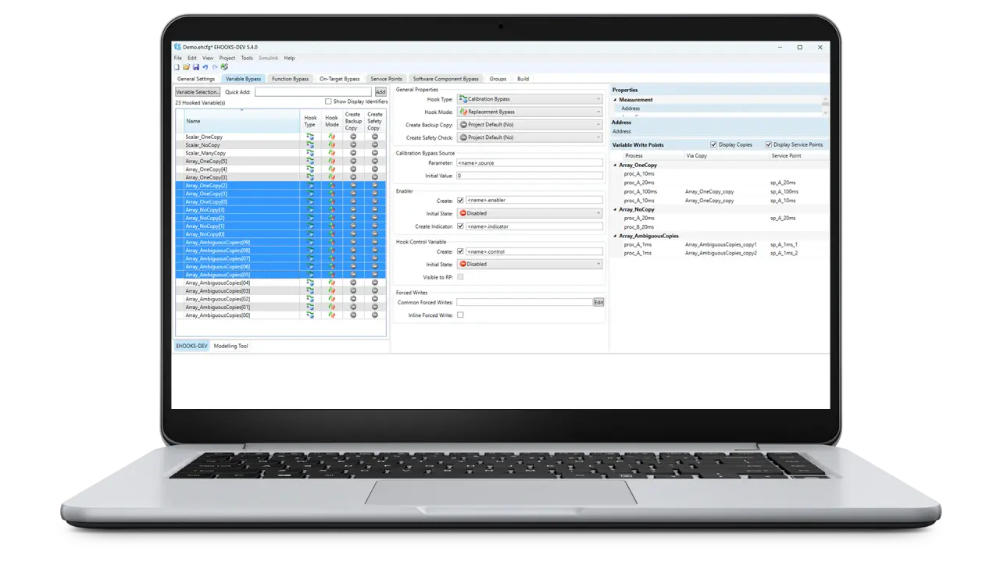 Demo.ehcfg* EHOOKS-DEV 5.4.0
File Edit View Project Tools Simulink Help
General Settings Variable Bypass Function Bypass On-Target Bypass Service Points Software Component Bypass Groups Build
Variable Selection... Quick Add: Add
23 Hooked Variable(s) Show Display Identifiers
Name Hook Type Hook Mode Create Backup Copy Create Safety Copy
Scalar_OneCopy
Scalar_NoCopy
Scalar_ManyCopy
Array_OneCopy[5]
Array_OneCopy[4]
Array_OneCopy[3]
Array_OneCopy[2]
Array_OneCopy[1]
Array_OneCopy[0]
Array_NoCopy[3]
Array_NoCopy[2]
Array_NoCopy[1]
Array_NoCopy[0]
Array_AmbiguousCopies[09]
Array_AmbiguousCopies[08]
Array_AmbiguousCopies[07]
Array_AmbiguousCopies[06]
Array_AmbiguousCopies[05]
Array_AmbiguousCopies[04]
Array_AmbiguousCopies[03]
Array_AmbiguousCopies[02]
Array_AmbiguousCopies[01]
Array_AmbiguousCopies[00]
EHOOKS-DEV Modelling Tool
General Properties
Hook Type: Calibration Bypass
Hook Mode: Replacement Bypass
Create Backup Copy: Project Default (No)
Create Safety Check: Project Default (No)
Calibration Bypass Source
Parameter: <name>.source
Initial Value: 0
Enabler
Create: <name>.enabler
Initial State: Disabled
Create Indicator: <name>.indicator
Hook Control Variable
Create: <name>.control
Initial State: Disabled
Visible to RP:
Forced Writes
Common Forced Writes: Edit
Inline Forced Write:
Properties
Measurement
Address
Address
Address
Variable Write Points Display Copies Display Service Points
Process Via Copy Service Point
Array_OneCopy
proc_A_10ms
proc_A_20ms sp_A_20ms
proc_A_100ms Array_OneCopy_copy sp_A_100ms
proc_A_10ms Array_OneCopy_copy sp_A_10ms
Array_NoCopy
proc_A_20ms sp_A_20ms
proc_B_20ms
Array_AmbiguousCopies
proc_A_1ms Array_AmbiguousCopies_copy1 sp_A_1ms_1
proc_A_1ms Array_AmbiguousCopies_copy2 sp_A_1ms_2